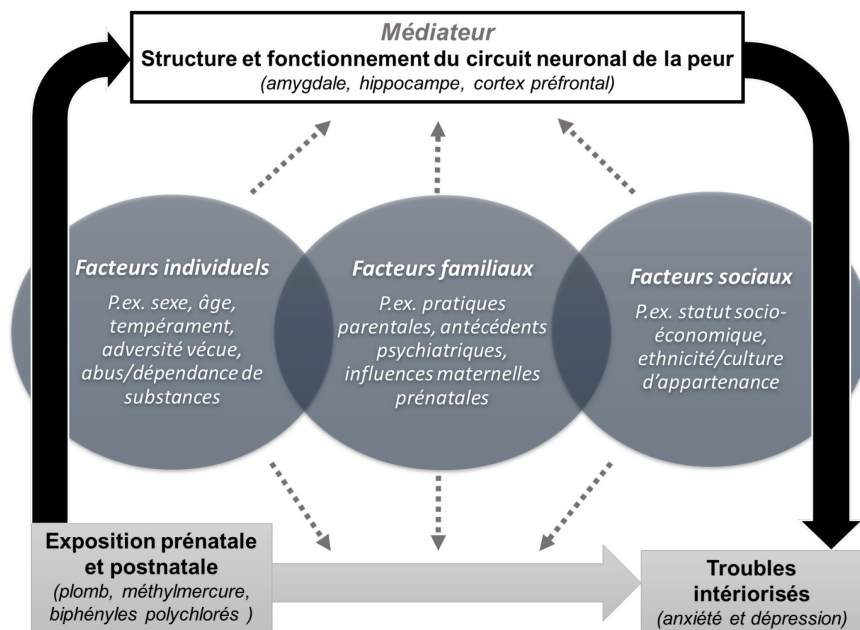 Médiateur
Structure et fonctionnement du circuit neuronal de la peur
(amygdale, hippocampe, cortex préfrontal)
Facteurs individuels
P.ex. sexe, âge,
tempérament,
adversité vécue,
abus/dépendance de
substances
Facteurs familiaux
P.ex. pratiques
parentales, antécédents
psychiatriques,
influences maternelles
prénatales
Facteurs sociaux
P.ex. statut socio-
économique,
ethnicité/culture
d'appartenance
Exposition prénatale
et postnatale
(plomb, méthylmercure,
biphényles polychlorés )
Troubles
intériorisés
(anxiété et dépression)